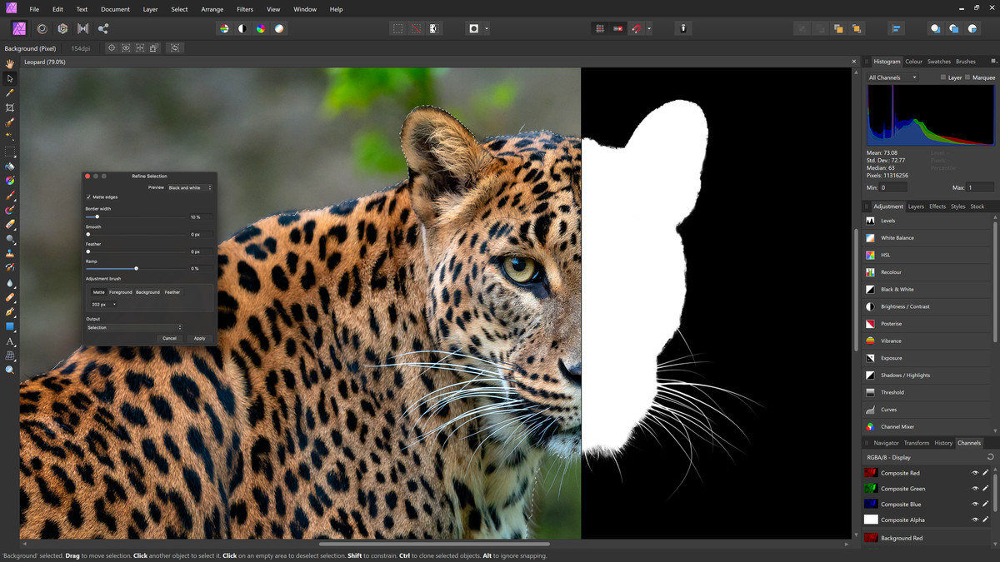 File Edit Text Document Layer Select Arrange Filters View Window Help
Background (Pixel) 154dpi
Leopard (79.0%)
Refine Selection
Preview Black and white
Matte edges
Border width
10 %
Smooth
0 px
Feather
0 px
Ramp
0 %
Adjustment brush
Matte Foreground Background Feather
202 px
Output
Selection
Cancel Apply
Histogram Colour Swatches Brushes
All Channels Layer Marquee
Mean: 73.08
Std. Dev.: 72.77
Median: 63
Pixels: 11316256
Min: 0 Max: 1
Adjustment Layers Effects Styles Stock
Levels
White Balance
HSL
Recolour
Black & White
Brightness / Contrast
Posterise
Vibrance
Exposure
Shadows / Highlights
Threshold
Curves
Channel Mixer
Navigator Transform History Channels
RGBA/8 - Display
Composite Red
Composite Green
Composite Blue
Composite Alpha
Background Red
'Background' selected. Drag to move selection. Click another object to select it. Click on an empty area to deselect selection. Shift to constrain. Ctrl to clone selected objects. Alt to ignore snapping.